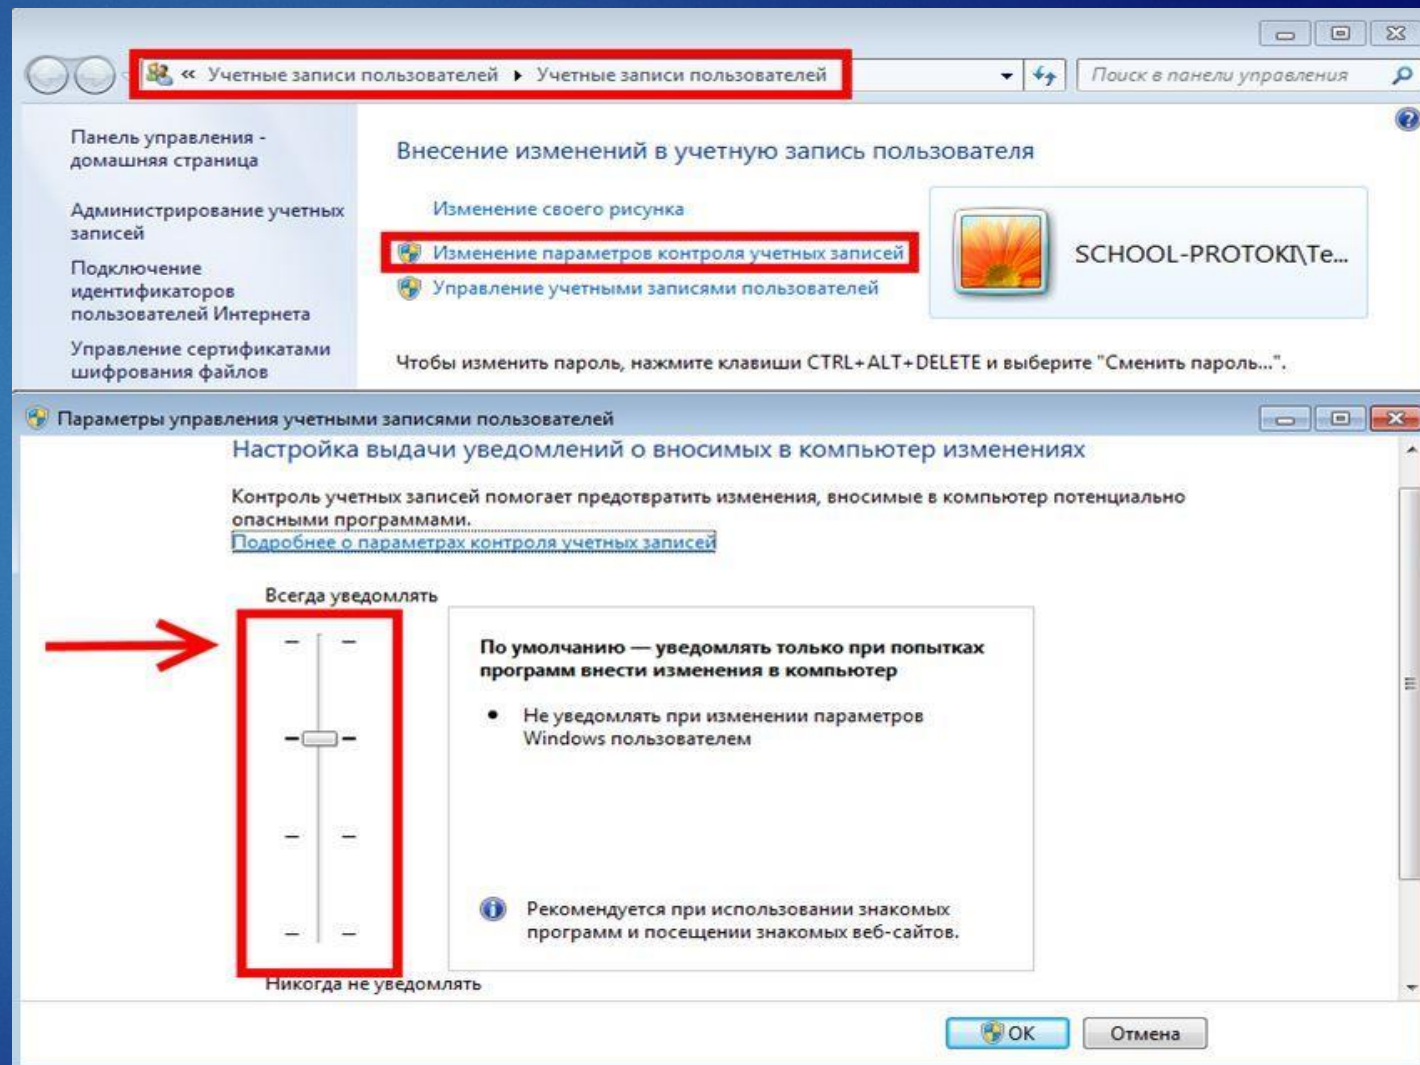 « Учетные записи пользователей ▸ Учетные записи пользователей
Поиск в панели управления
Панель управления -
домашняя страница
Администрирование учетных
записей
Подключение
идентификаторов
пользователей Интернета
Управление сертификатами
шифрования файлов
Внесение изменений в учетную запись пользователя
Изменение своего рисунка
Изменение параметров контроля учетных записей
Управление учетными записями пользователей
SCHOOL-PROTOKI\Te...
Чтобы изменить пароль, нажмите клавиши CTRL+ALT+DELETE и выберите "Сменить пароль...".
Параметры управления учетными записями пользователей
Настройка выдачи уведомлений о вносимых в компьютер изменениях
Контроль учетных записей помогает предотвратить изменения, вносимые в компьютер потенциально
опасными программами.
Подробнее о параметрах контроля учетных записей
Всегда уведомлять
По умолчанию — уведомлять только при попытках
программ внести изменения в компьютер
• Не уведомлять при изменении параметров
Windows пользователем
Рекомендуется при использовании знакомых
программ и посещении знакомых веб-сайтов.
Никогда не уведомлять
OK
Отмена